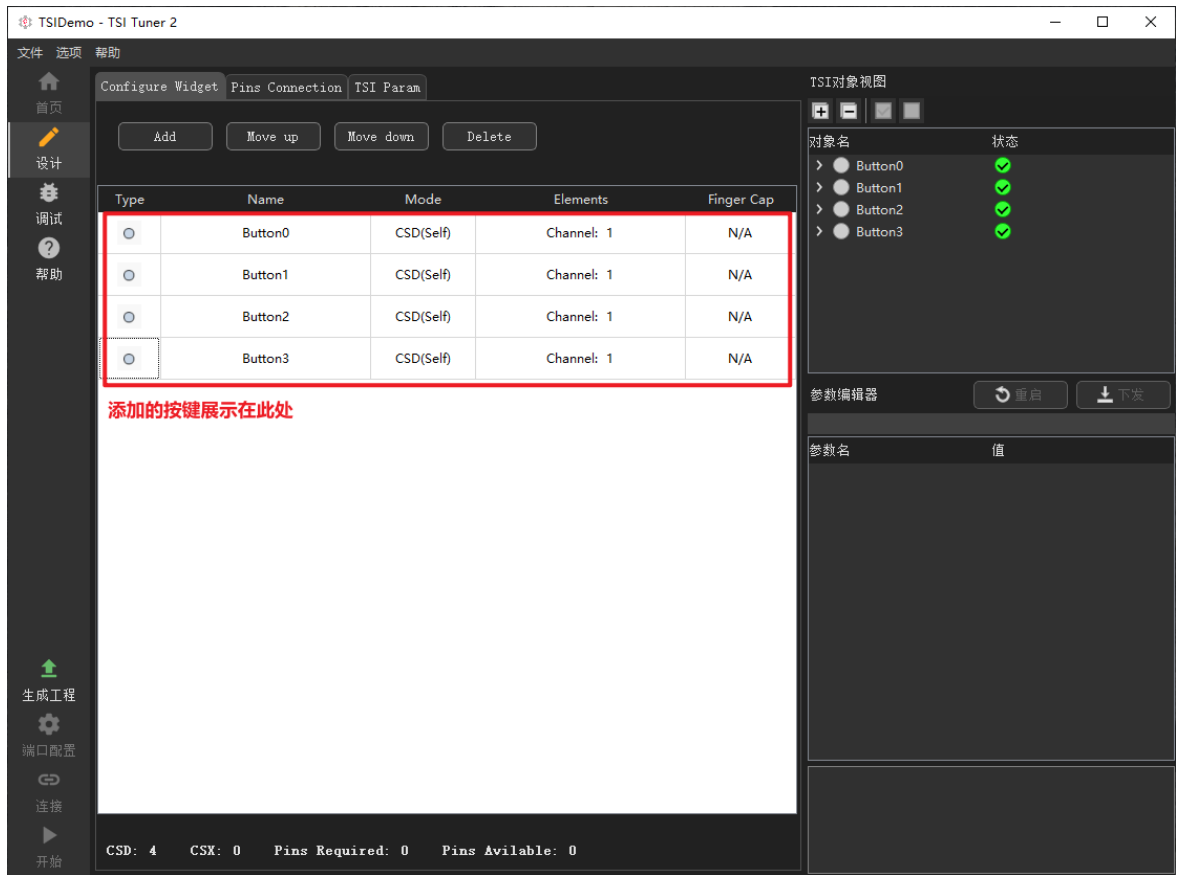 TSIDemo - TSI Tuner 2
文件 选项 帮助
首页
设计
调试
帮助
生成工程
端口配置
连接
开始
Configure Widget Pins Connection TSI Param
Add Move up Move down Delete
Type Name Mode Elements Finger Cap
Button0 CSD(Self) Channel: 1 N/A
Button1 CSD(Self) Channel: 1 N/A
Button2 CSD(Self) Channel: 1 N/A
Button3 CSD(Self) Channel: 1 N/A
添加的按键展示在此处
CSD: 4 CSX: 0 Pins Required: 0 Pins Avilable: 0
TSI对象视图
对象名 状态
Button0
Button1
Button2
Button3
参数编辑器 重启 下发
参数名 值